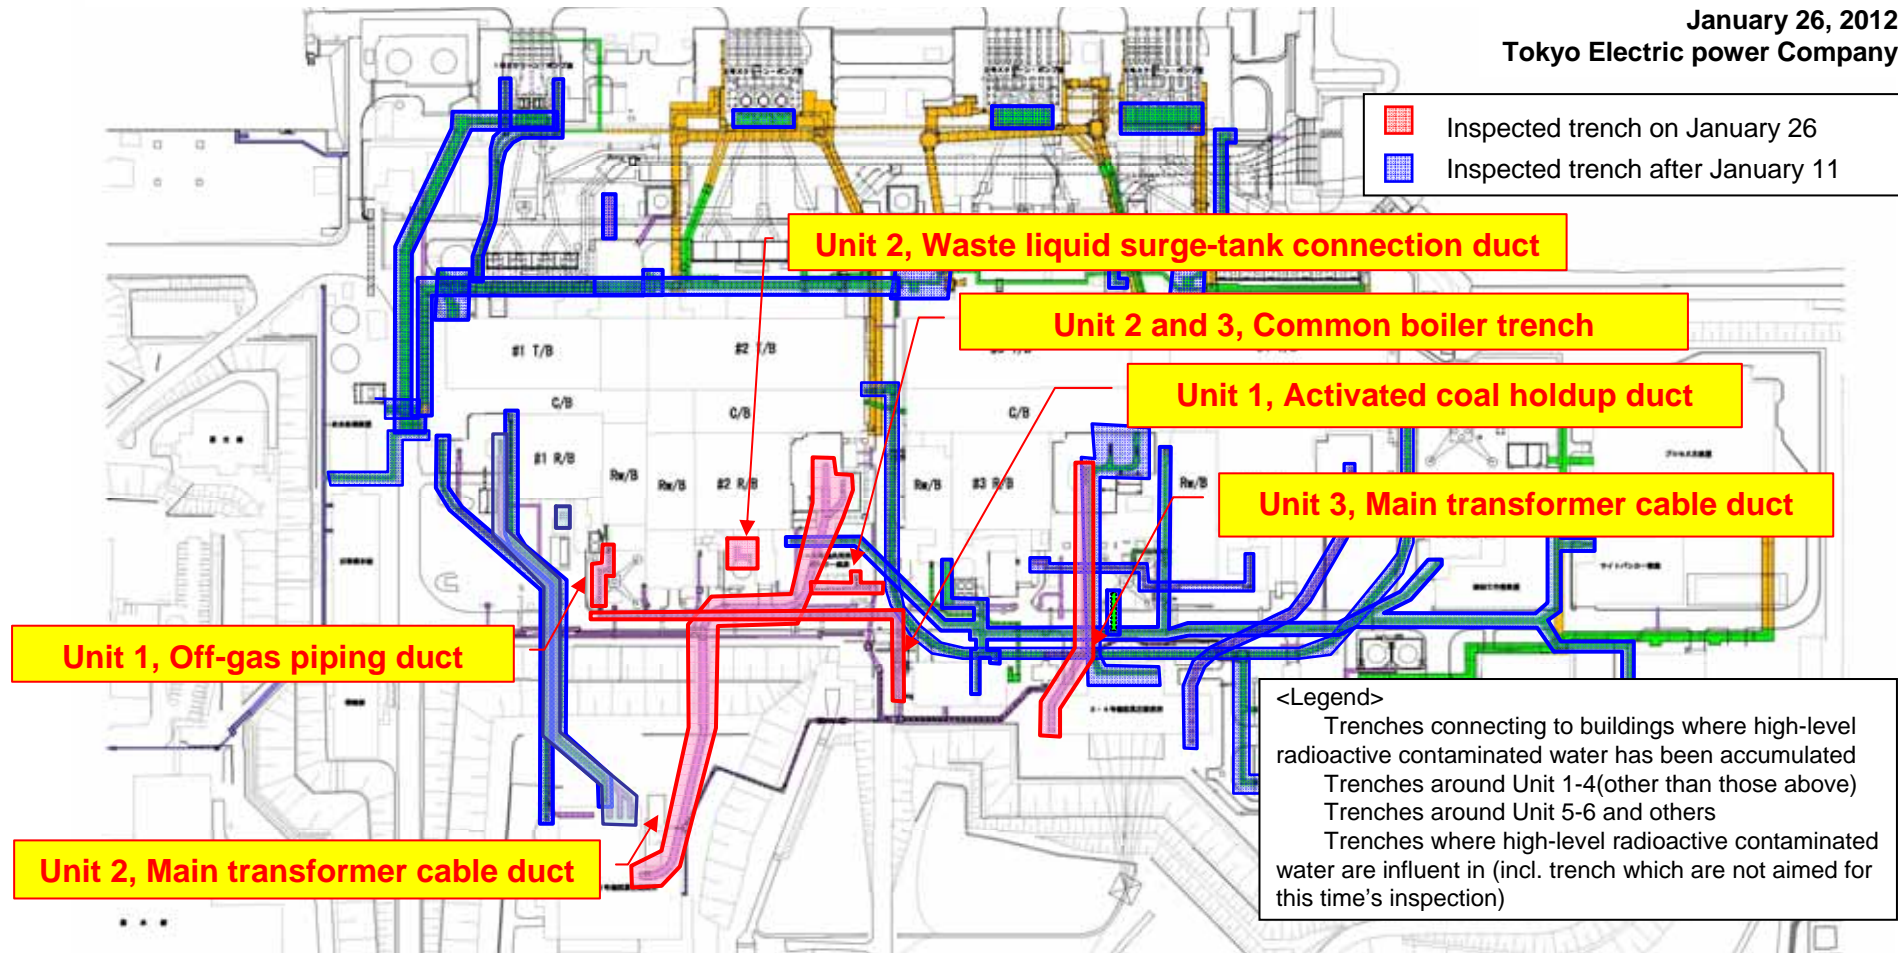 January 26, 2012
Tokyo Electric power Company
Inspected trench on January 26
Inspected trench after January 11
Unit 2, Waste liquid surge-tank connection duct
Unit 2 and 3, Common boiler trench
#1 T/B
#2 T/B
Unit 1, Activated coal holdup duct
C/B
C/B
C/B
#1 R/B
Rw/B
Rw/B
#2 R/B
Rw/B
#3 R/B
Rw/B
Unit 3, Main transformer cable duct
Unit 1, Off-gas piping duct
<Legend>
Trenches connecting to buildings where high-level
radioactive contaminated water has been accumulated
Trenches around Unit 1-4(other than those above)
Trenches around Unit 5-6 and others
Trenches where high-level radioactive contaminated
water are influent in (incl. trench which are not aimed for
this time's inspection)
Unit 2, Main transformer cable duct